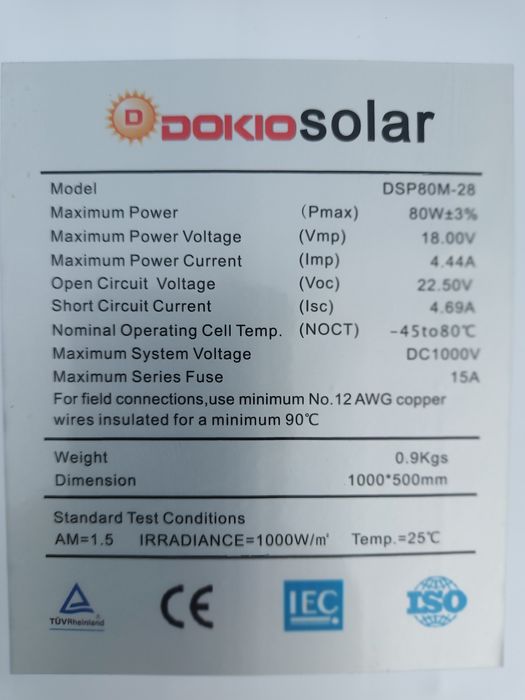 D DOKIO solar
Model DSP80M-28
Maximum Power (Pmax) 80W±3%
Maximum Power Voltage (Vmp) 18.00V
Maximum Power Current (Imp) 4.44A
Open Circuit Voltage (Voc) 22.50V
Short Circuit Current (Isc) 4.69A
Nominal Operating Cell Temp. (NOCT) -45to80℃
Maximum System Voltage DC1000V
Maximum Series Fuse 15A
For field connections,use minimum No.12 AWG copper
wires insulated for a minimum 90℃
Weight 0.9Kgs
Dimension 1000*500mm
Standard Test Conditions
AM=1.5 IRRADIANCE=1000W/㎡ Temp.=25℃
TÜVRheinland ® CE IEC ISO